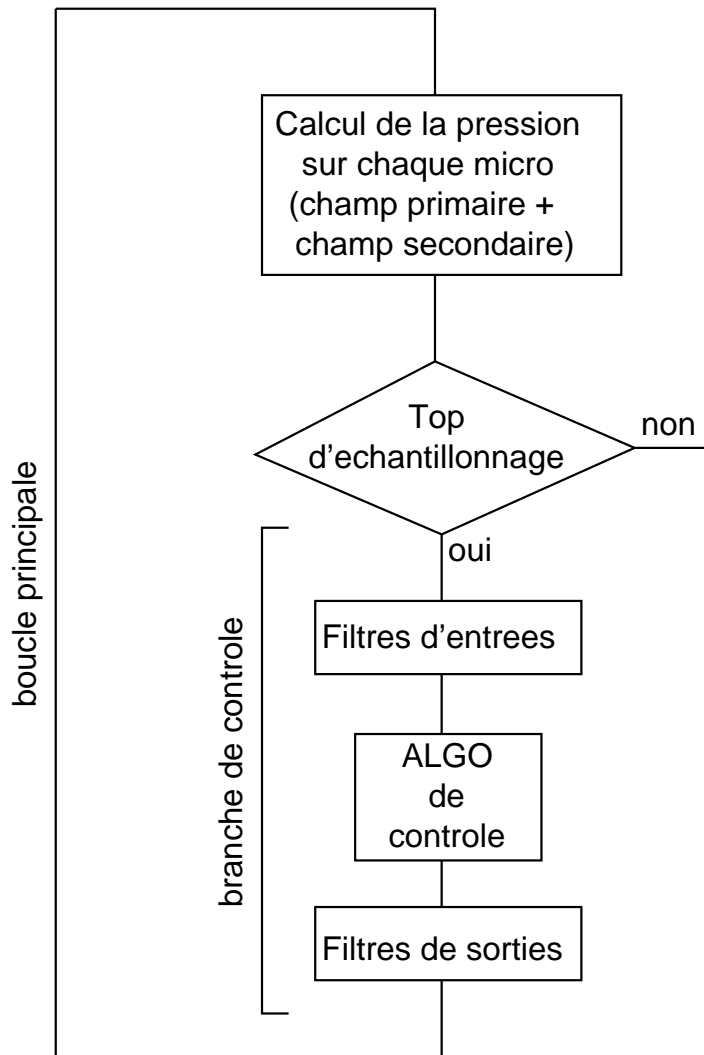 Calcul de la pression
sur chaque micro
(champ primaire +
champ secondaire)
Top
d’echantillonnage
non
oui
boucle principale
branche de controle
Filtres d’entrees
ALGO
de
controle
Filtres de sorties